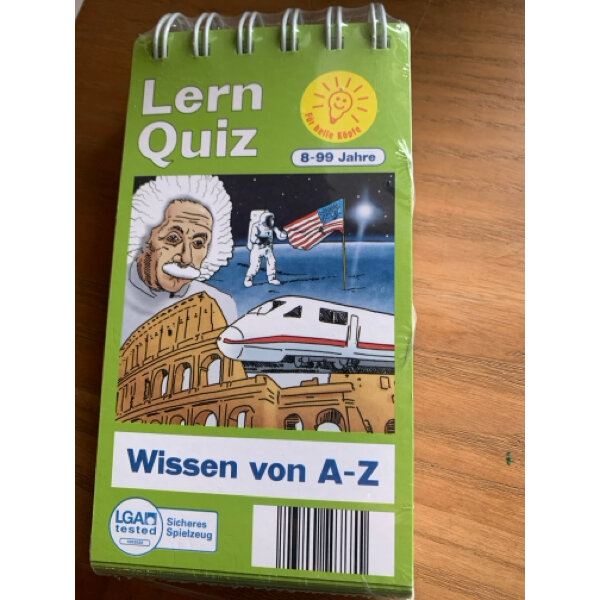 Lern
Quiz
Für helle Köpfe
8-99 Jahre
Wissen von A-Z
LGA
tested
Sicheres
Spielzeug